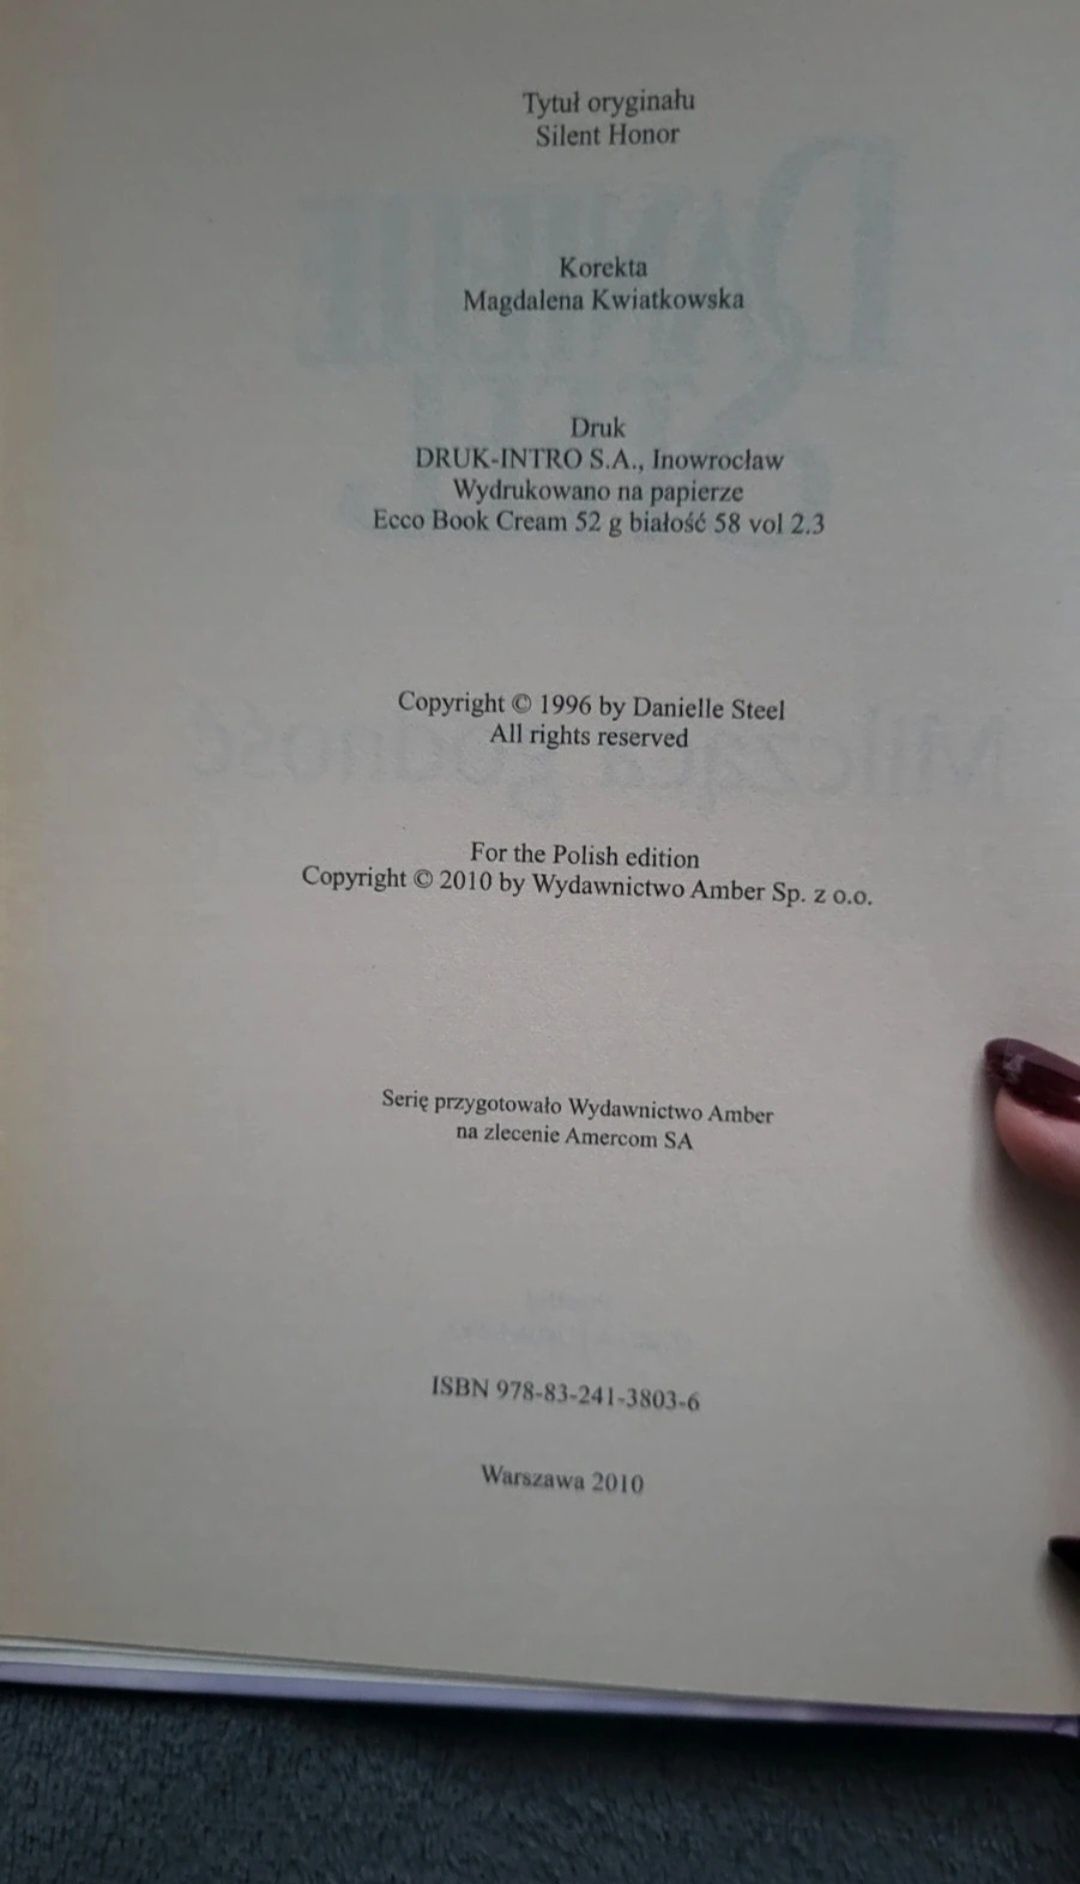 Tytuł oryginału
Silent Honor
Korekta
Magdalena Kwiatkowska
Druk
DRUK-INTRO S.A., Inowrocław
Wydrukowano na papierze
Ecco Book Cream 52 g białość 58 vol 2.3
Copyright © 1996 by Danielle Steel
All rights reserved
For the Polish edition
Copyright © 2010 by Wydawnictwo Amber Sp. z o.o.
Serię przygotowało Wydawnictwo Amber
na zlecenie Amercom SA
ISBN 978-83-241-3803-6
Warszawa 2010